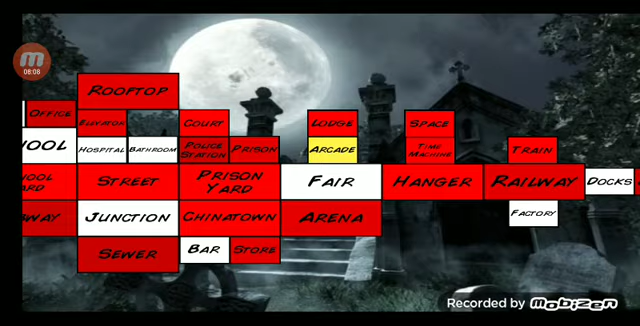 06:08
ROOFTOP
OFFICE
ELEVATOR
COURT
LODGE
SPACE
HOSPITAL
BATHROOM
POLICE
STATION
PRISON
ARCADE
TIME
MACHINE
TRAIN
STREET
PRISON
YARD
FAIR
HANGER
RAILWAY
DOCKS
JUNCTION
CHINATOWN
ARENA
FACTORY
SEWER
BAR
STORE
Recorded by mobizen